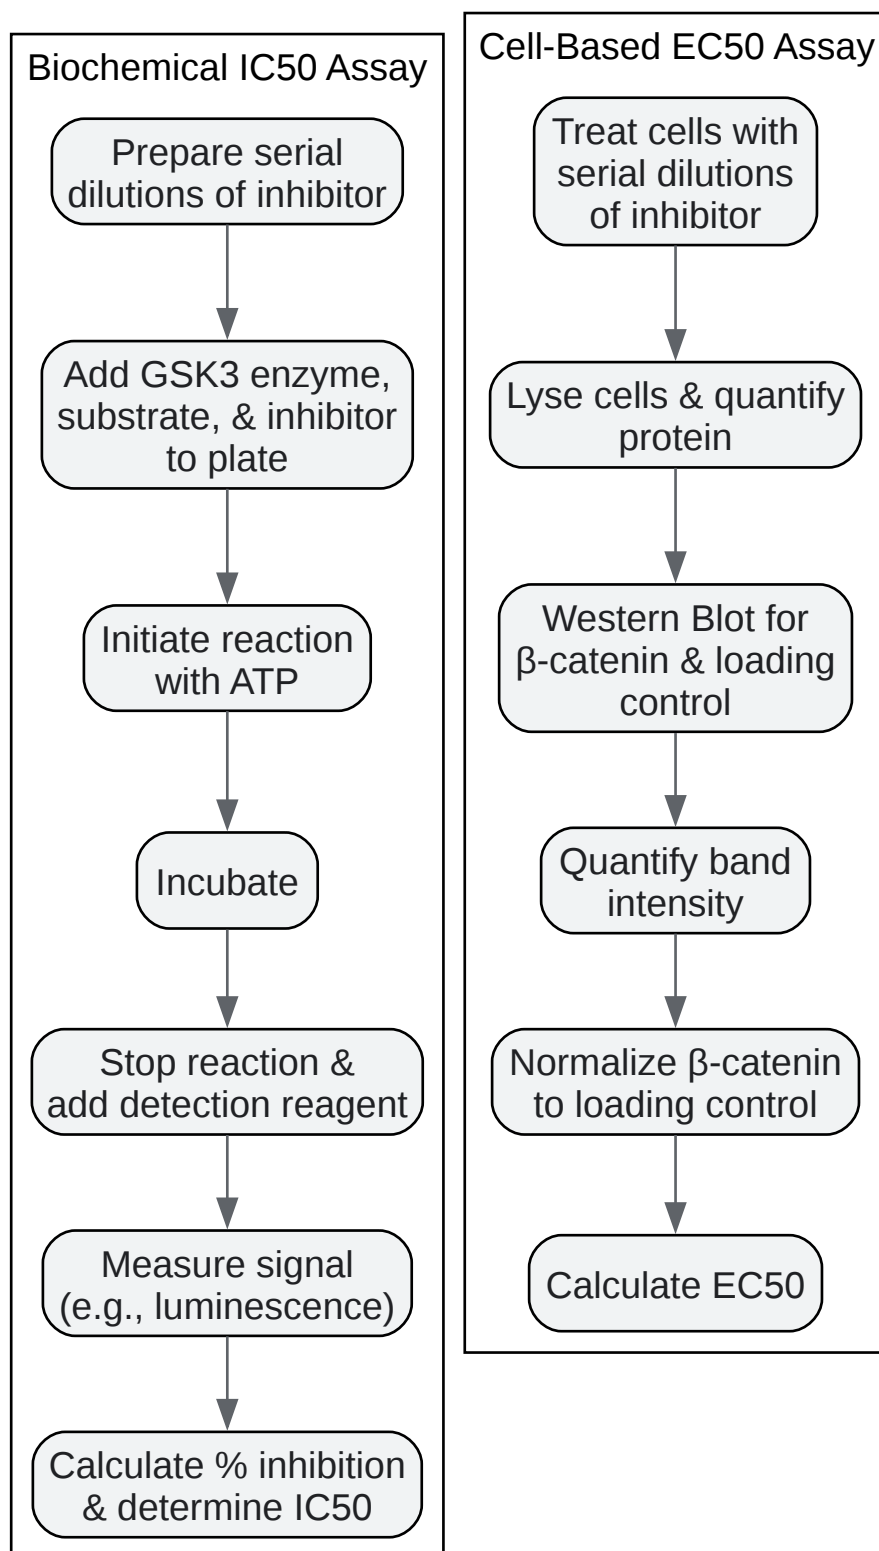 Biochemical IC50 Assay
Prepare serial
dilutions of inhibitor
Add GSK3 enzyme,
substrate, & inhibitor
to plate
Initiate reaction
with ATP
Incubate
Stop reaction &
add detection reagent
Measure signal
(e.g., luminescence)
Calculate % inhibition
& determine IC50
Cell-Based EC50 Assay
Treat cells with
serial dilutions
of inhibitor
Lyse cells & quantify
protein
Western Blot for
β-catenin & loading
control
Quantify band
intensity
Normalize β-catenin
to loading control
Calculate EC50